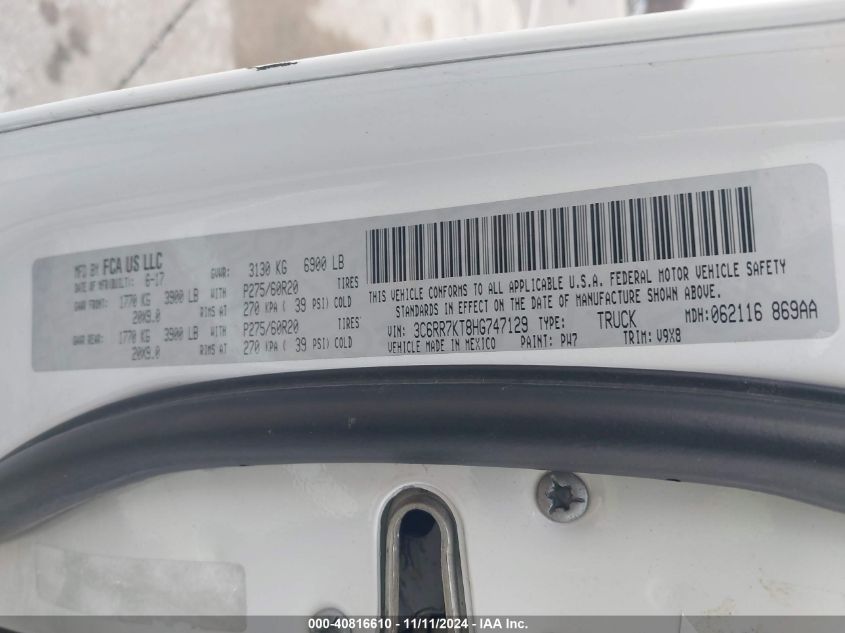 MFD BY FCA US LLC
DATE OF MFR(BUILT): 6-17
GVWR: 3130 KG 6900 LB
GAWR FRONT: 1770 KG 3900 LB WITH P275/60R20 TIRES
20X9.0 RIMS AT 270 KPA ( 39 PSI) COLD
GAWR REAR: 1770 KG 3900 LB WITH P275/60R20 TIRES
20X9.0 RIMS AT 270 KPA ( 39 PSI) COLD
THIS VEHICLE CONFORMS TO ALL APPLICABLE U.S.A. FEDERAL MOTOR VEHICLE SAFETY
STANDARDS IN EFFECT ON THE DATE OF MANUFACTURE SHOWN ABOVE.
VIN: 3C6RR7KT8HG747129 TYPE: TRUCK MDH: 062116 869AA
VEHICLE MADE IN MEXICO PAINT: PW7 TRIM: V9X8
000-40816610 - 11/11/2024 - IAA Inc.